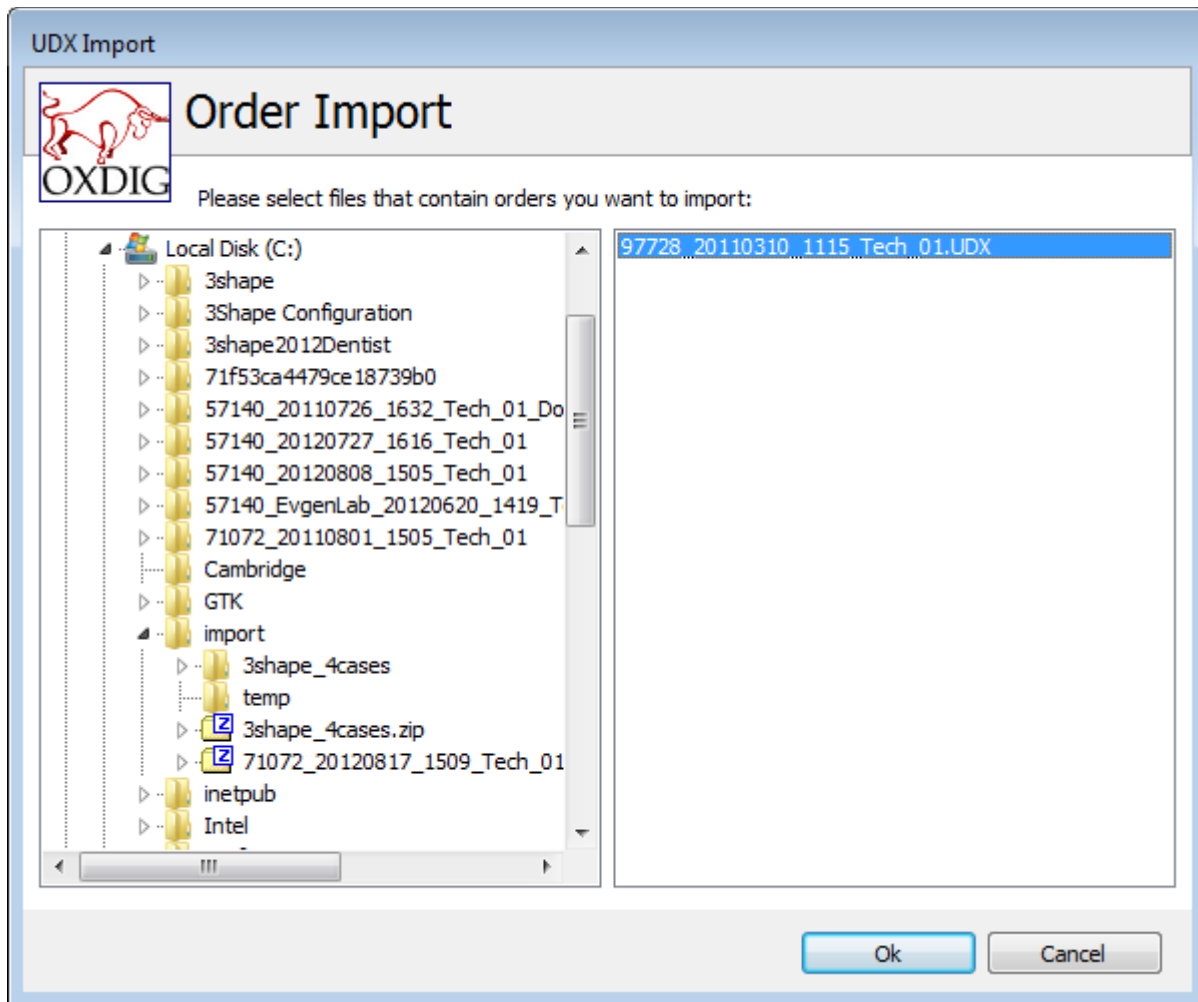 UDX Import
Order Import
OXDIG
Please select files that contain orders you want to import:
Local Disk (C:)
3shape
3Shape Configuration
3shape2012Dentist
71f53ca4479ce18739b0
57140_20110726_1632_Tech_01_Do
57140_20120727_1616_Tech_01
57140_20120808_1505_Tech_01
57140_EvgenLab_20120620_1419_T
71072_20110801_1505_Tech_01
Cambridge
GTK
import
3shape_4cases
temp
Z 3shape_4cases.zip
Z 71072_20120817_1509_Tech_01
inetpub
Intel
97728_20110310_1115_Tech_01.UDX
Ok Cancel